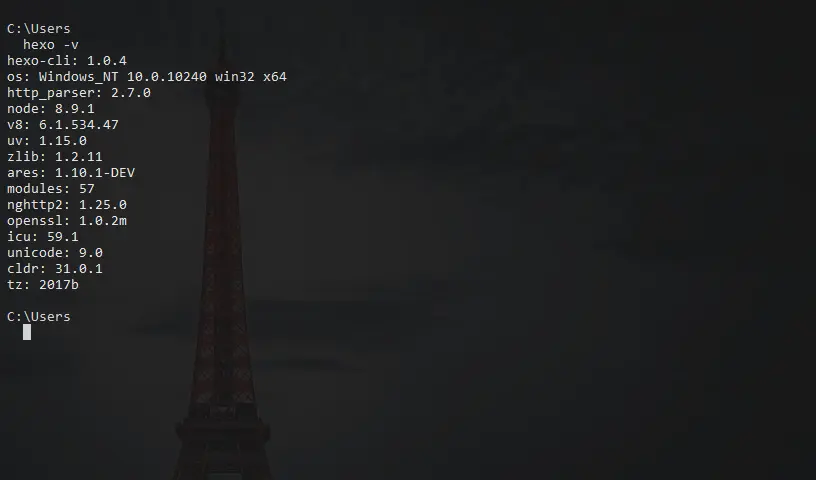 C:\Users
hexo -v
hexo-cli: 1.0.4
os: Windows_NT 10.0.10240 win32 x64
http_parser: 2.7.0
node: 8.9.1
v8: 6.1.534.47
uv: 1.15.0
zlib: 1.2.11
ares: 1.10.1-DEV
modules: 57
nghttp2: 1.25.0
openssl: 1.0.2m
icu: 59.1
unicode: 9.0
cldr: 31.0.1
tz: 2017b
C:\Users